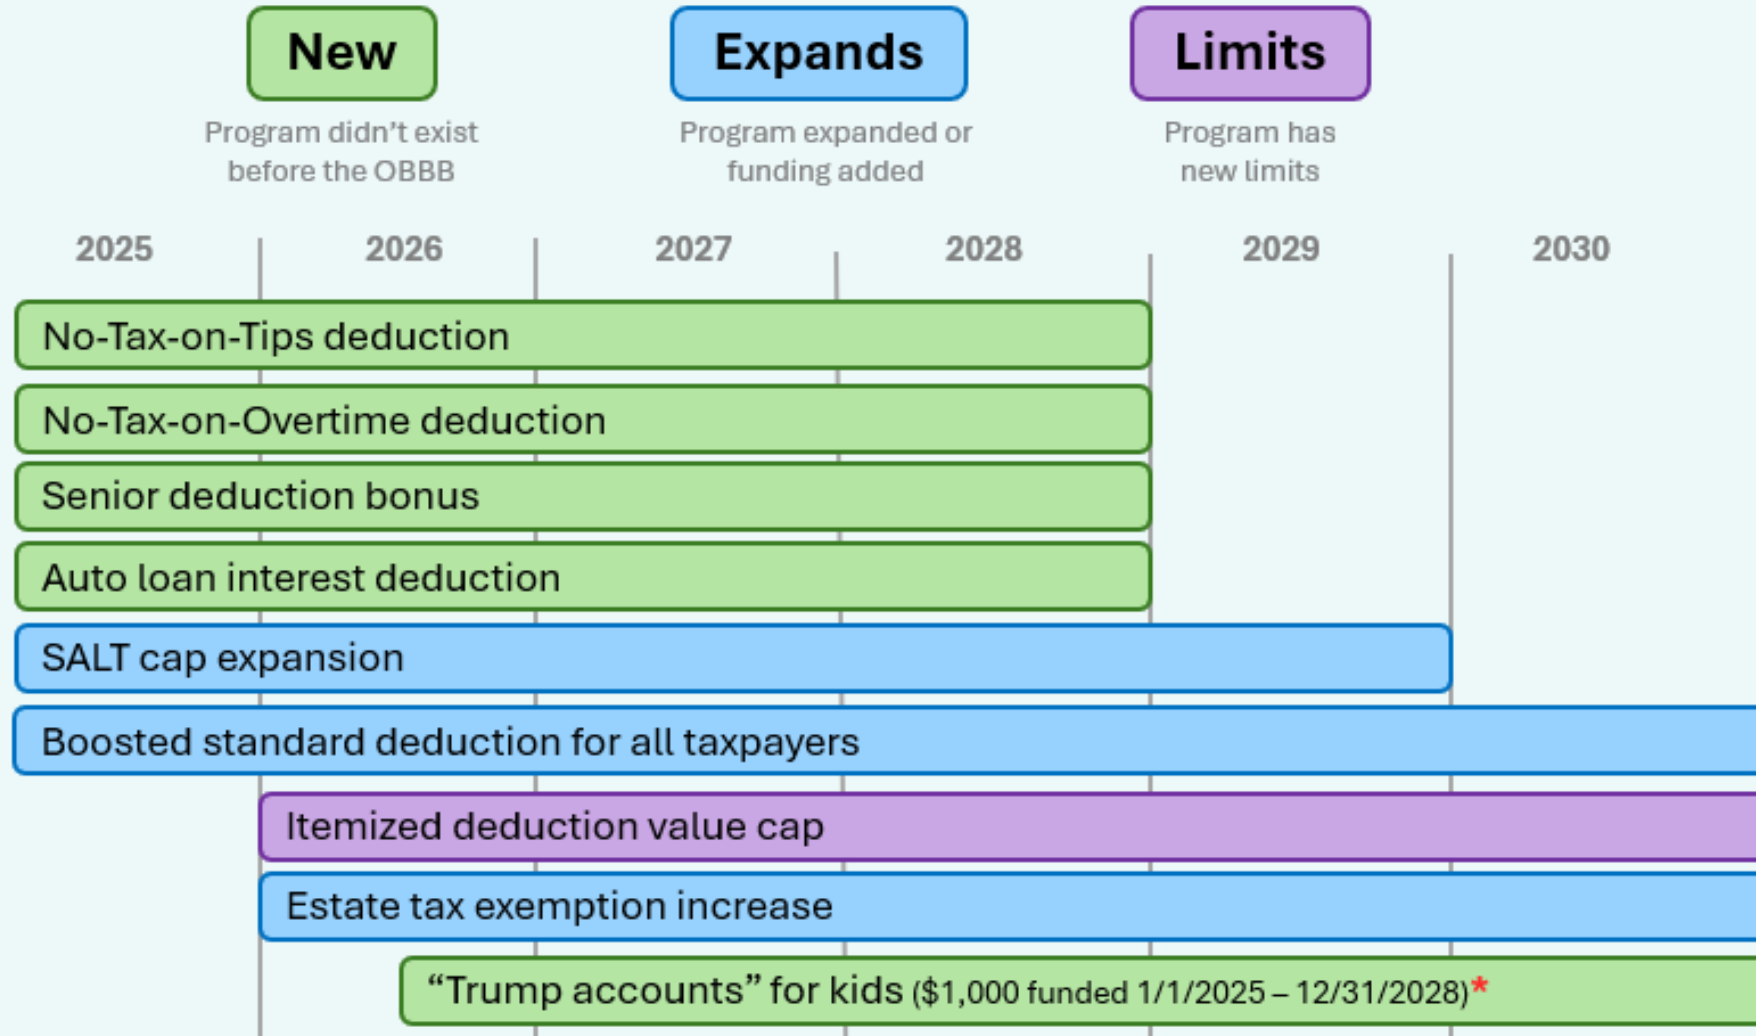 New
Expands
Limits
Program didn’t exist
before the OBBB
Program expanded or
funding added
Program has
new limits
2025 2026 2027 2028 2029 2030
No-Tax-on-Tips deduction
No-Tax-on-Overtime deduction
Senior deduction bonus
Auto loan interest deduction
SALT cap expansion
Boosted standard deduction for all taxpayers
Itemized deduction value cap
Estate tax exemption increase
“Trump accounts” for kids ($1,000 funded 1/1/2025 – 12/31/2028)*